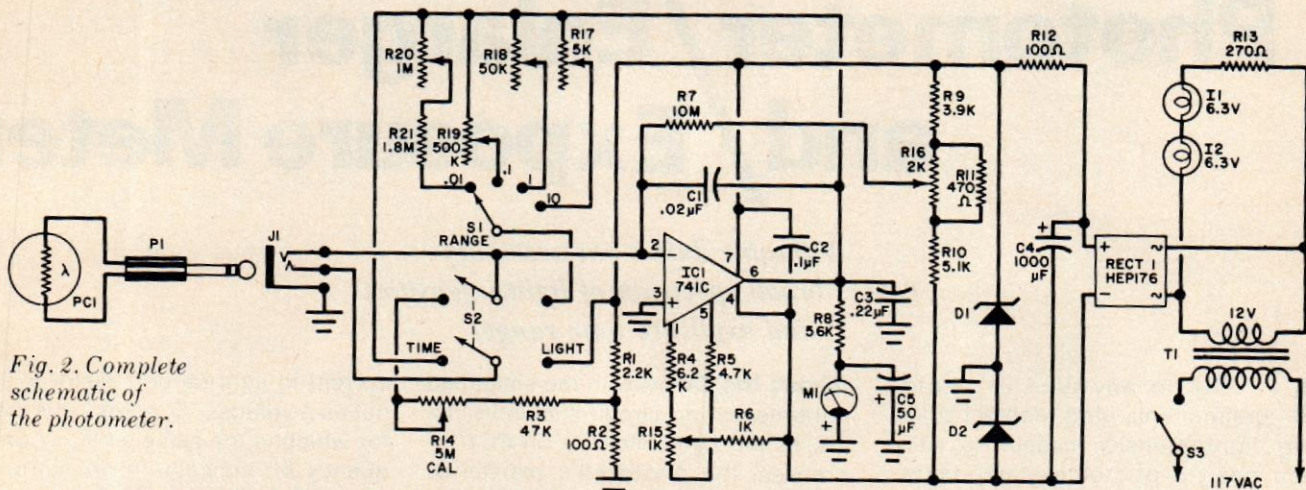 R20
1M
R18
50K
R17
5K
R21
1.8M
R19
500
K
.01
.1
1
10
S1
RANGE
R7
10M
C1
.02µF
R9
3.9K
R16
2K
R11
470
Ω
R10
5.1K
R12
100Ω
R13
270Ω
I1
6.3V
I2
6.3V
λ
PC1
P1
J1
S2
TIME
LIGHT
R14
5M
CAL
R3
47K
R1
2.2K
R2
100Ω
2
-
3
+
IC1
741C
7
6
4
5
C2
.1µF
R4
6.2
K
R5
4.7K
R15
1K
R6
1K
C3
.22µF
R8
56K
M1
+
C5
50
µF
+
D1
D2
C4
1000
µF
+
+
-
RECT 1
HEP176
12V
T1
S3
117VAC
Fig. 2. Complete
schematic of
the photometer.